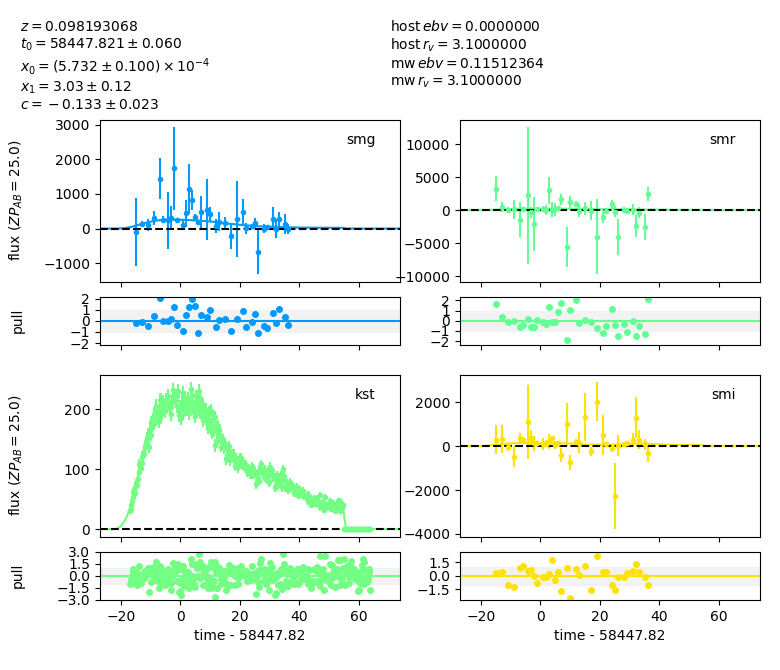 z = 0.098193068
t₀ = 58447.821 ± 0.060
x₀ = (5.732 ± 0.100) × 10⁻⁴
x₁ = 3.03 ± 0.12
c = −0.133 ± 0.023
host ebv = 0.0000000
host r_v = 3.1000000
mw ebv = 0.11512364
mw r_v = 3.1000000
smg
3000
2000
1000
0
−1000
flux (ZP_AB = 25.0)
smr
10000
5000
0
−5000
−10000
pull
2
1
0
−1
−2
2
1
0
−1
−2
kst
200
100
0
flux (ZP_AB = 25.0)
smi
2000
0
−2000
−4000
pull
3.0
1.5
0.0
−1.5
−3.0
1.5
0.0
−1.5
−20 0 20 40 60
time - 58447.82
−20 0 20 40 60
time - 58447.82